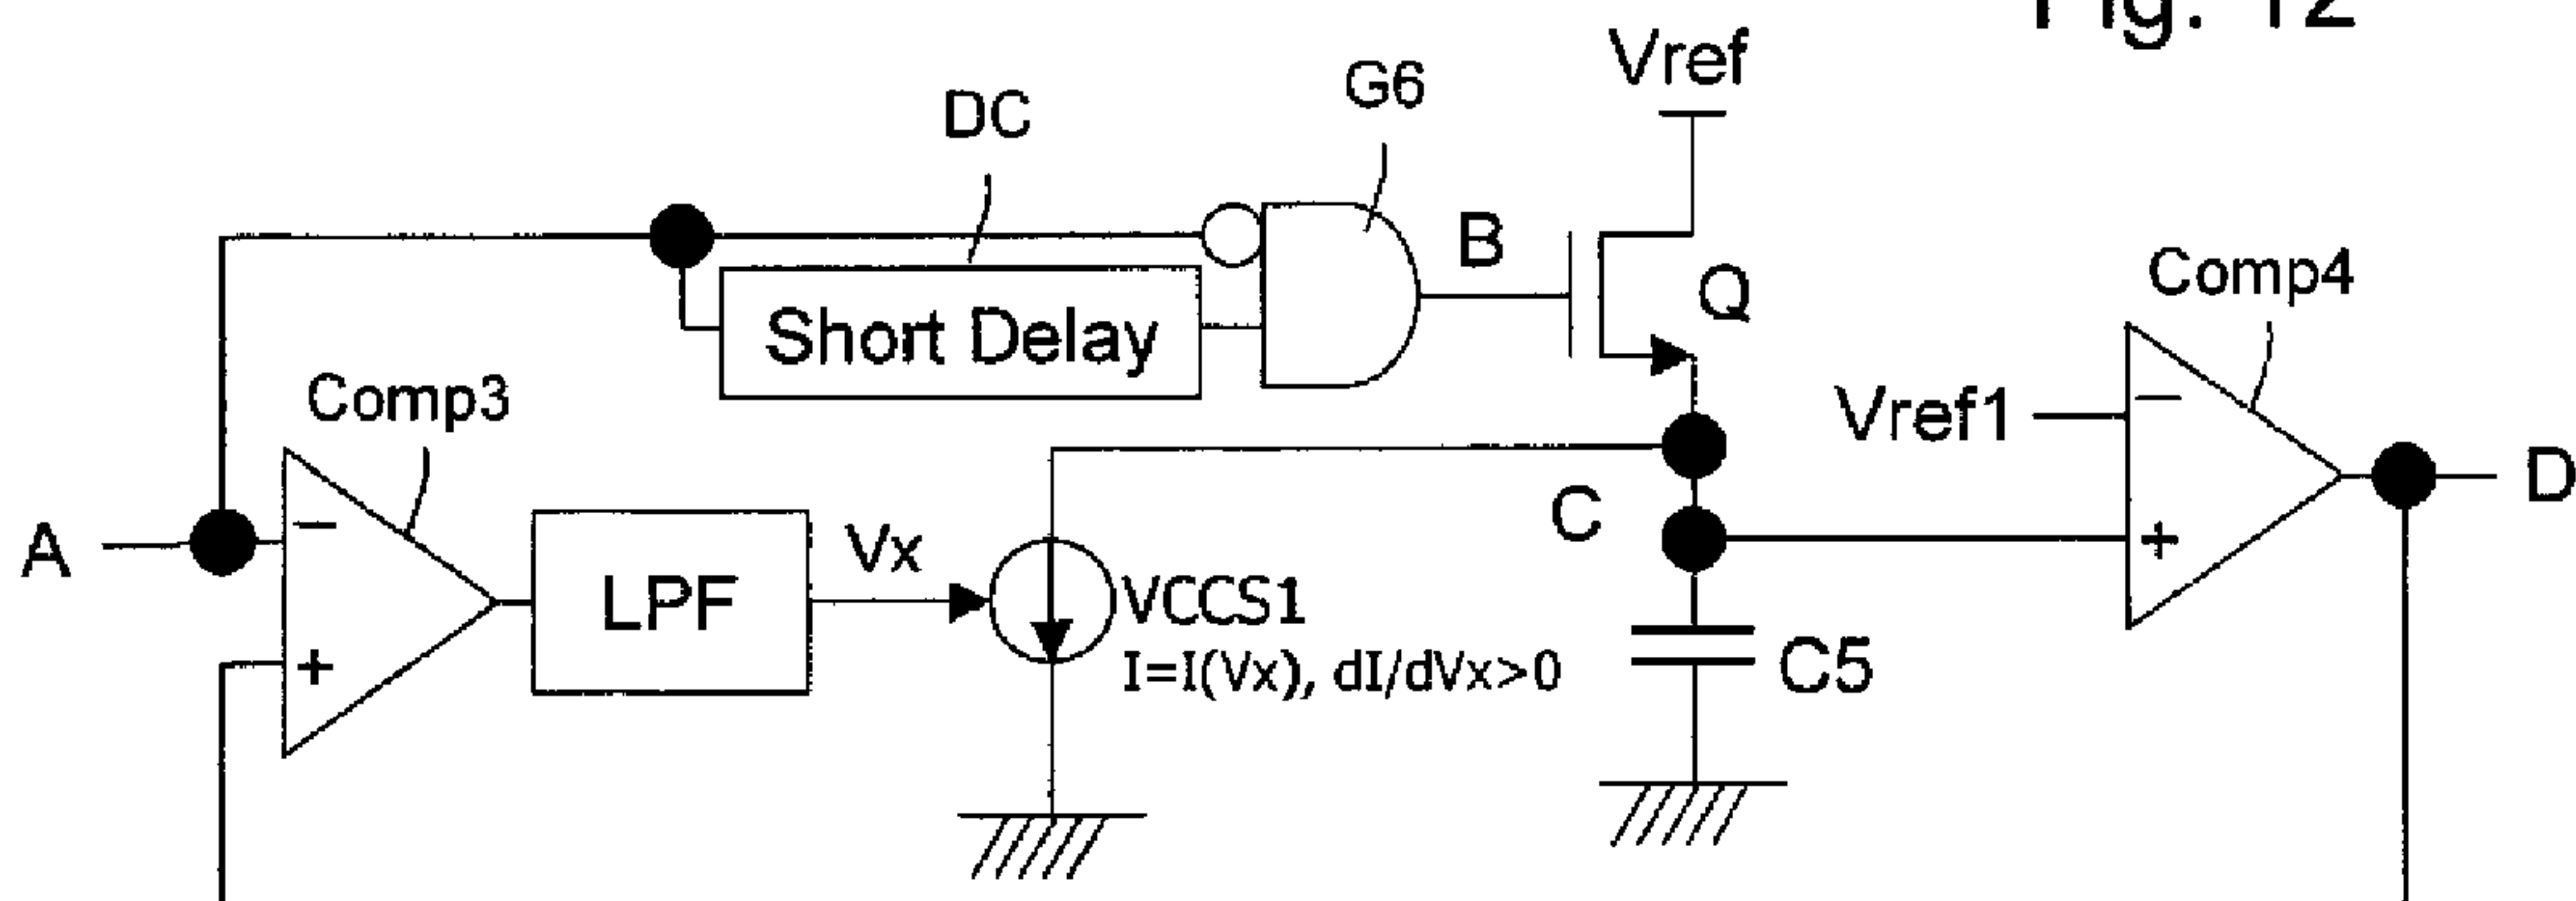 Fig. 12
Vref
G6
DC
B
Q
Comp4
Short Delay
Comp3
Vref1
−
D
A
−
C
Vx
LPF
VCCS1
+
I=I(Vx), dI/dVx>0
+
C5